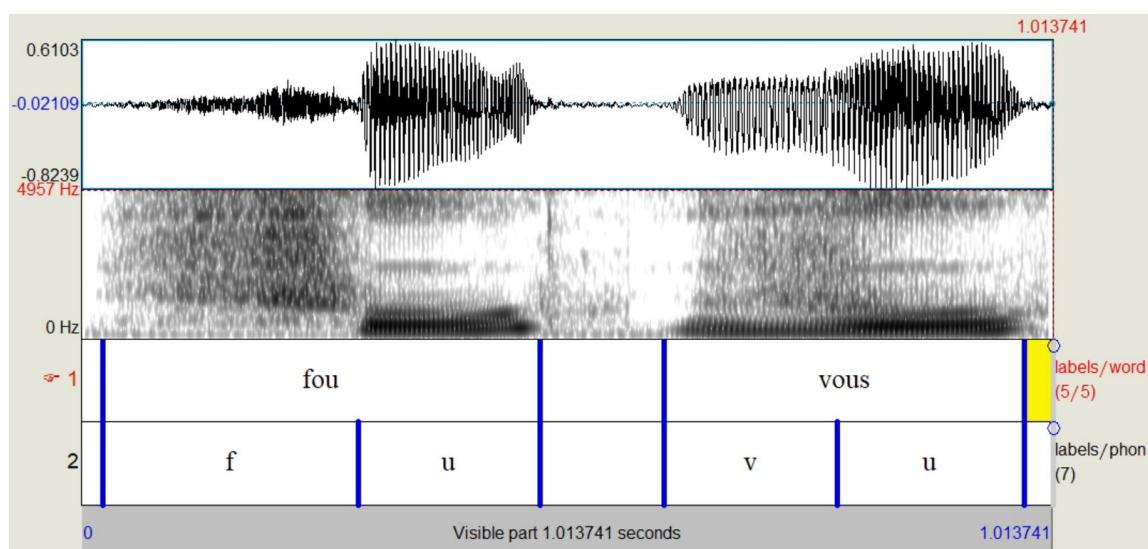 1.013741
0.6103
-0.02109
-0.8239
4957 Hz
0 Hz
☞ 1 fou vous labels/word
(5/5)
2 f u v u labels/phon
(7)
0 Visible part 1.013741 seconds 1.013741